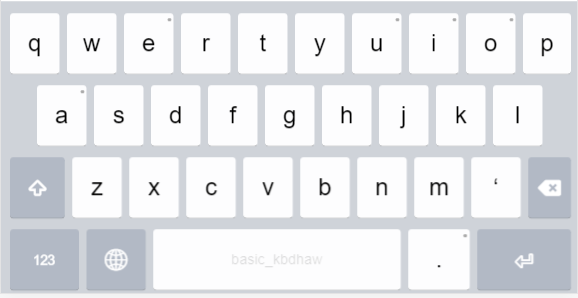 q w e r t y u i o p
a s d f g h j k l
z x c v b n m ‘
123 basic_kbdhaw .